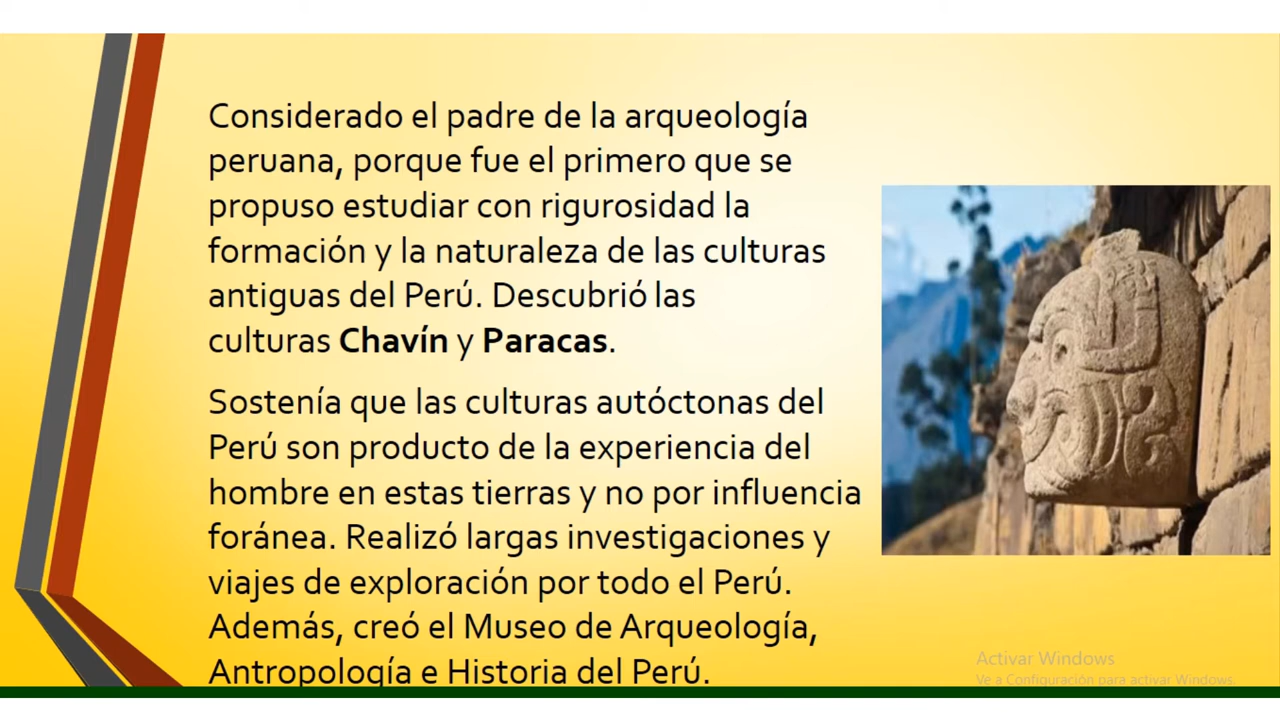 Considerado el padre de la arqueología
peruana, porque fue el primero que se
propuso estudiar con rigurosidad la
formación y la naturaleza de las culturas
antiguas del Perú. Descubrió las
culturas Chavín y Paracas.
Sostenía que las culturas autóctonas del
Perú son producto de la experiencia del
hombre en estas tierras y no por influencia
foránea. Realizó largas investigaciones y
viajes de exploración por todo el Perú.
Además, creó el Museo de Arqueología,
Antropología e Historia del Perú.
Activar Windows
Ve a Configuración para activar Windows.